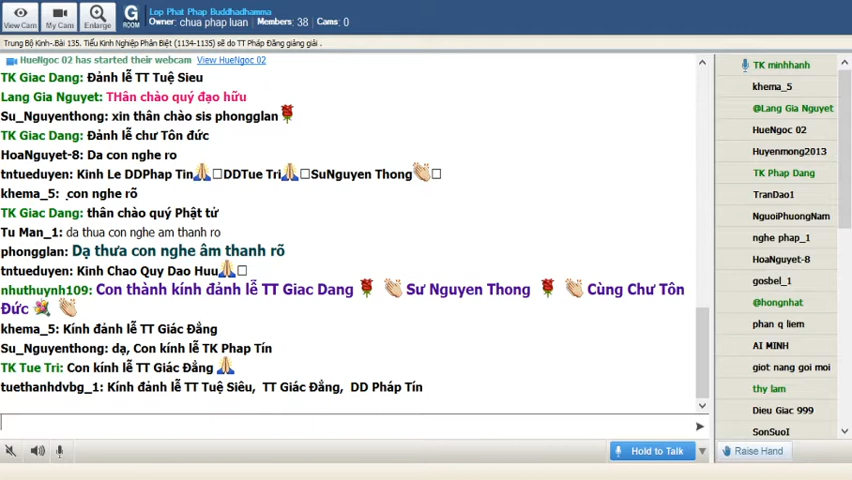 View Cam
My Cam
Enlarge
G
ROOM
Lop Phat Phap Buddhadhamma
Owner: chua phap luan Members: 38 Cams: 0
Trung Bộ Kinh-.Bài 135. Tiểu Kinh Nghiệp Phân Biệt (1134-1135) sẽ do TT Pháp Đăng giảng giải .
HueNgoc 02 has started their webcam View HueNgoc 02
TK Giac Dang: Đảnh lễ TT Tuệ Sieu
Lang Gia Nguyet: THân chào quý đạo hữu
Su_Nguyenthong: xin thân chào sis phongglan
TK Giac Dang: Đảnh lễ chư Tôn đức
HoaNguyet-8: Da con nghe ro
tntueduyen: Kinh Le DDPhap Tin🙏□DDTue Tri🙏□SuNguyen Thong👏□
khema_5: .con nghe rõ
TK Giac Dang: thân chào quý Phật tử
Tu Man_1: da thua con nghe am thanh ro
phongglan: Dạ thưa con nghe âm thanh rõ
tntueduyen: Kinh Chao Quy Dao Huu🙏□
nhuthuynh109: Con thành kính đảnh lễ TT Giac Dang 🌹 👏 Sư Nguyen Thong 🌹 👏 Cùng Chư Tôn
Đức 💐 👏
khema_5: Kính đảnh lễ TT Giác Đẳng
Su_Nguyenthong: dạ, Con kính lễ TK Phap Tín
TK Tue Tri: Con kính lễ TT Giác Đẳng 🙏
tuethanhdvbg_1: Kính đảnh lễ TT Tuệ Siêu, TT Giác Đẳng, DD Pháp Tín
Hold to Talk
TK minhhanh
khema_5
@Lang Gia Nguyet
HueNgoc 02
Huyenmong2013
TK Phap Dang
TranDao1
NguoiPhuongNam
nghe phap_1
HoaNguyet-8
gosbel_1
@hongnhat
phan q liem
AI MINH
giot nang goi moi
thy lam
Dieu Giac 999
SonSuoI
Raise Hand